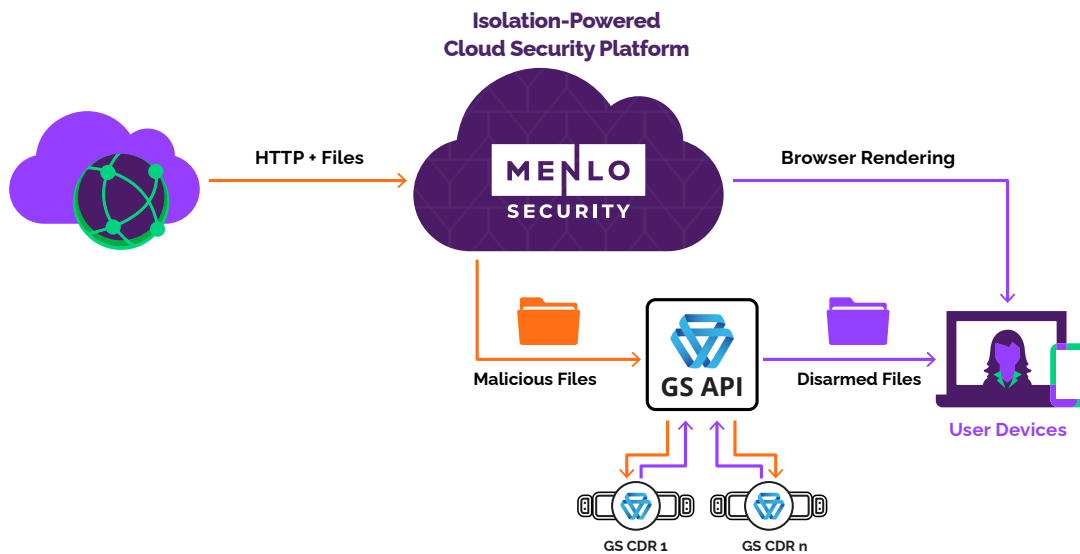 Isolation-Powered
Cloud Security Platform
HTTP + Files
MENLO
SECURITY
Browser Rendering
Malicious Files
GS API
Disarmed Files
User Devices
GS CDR 1
GS CDR n